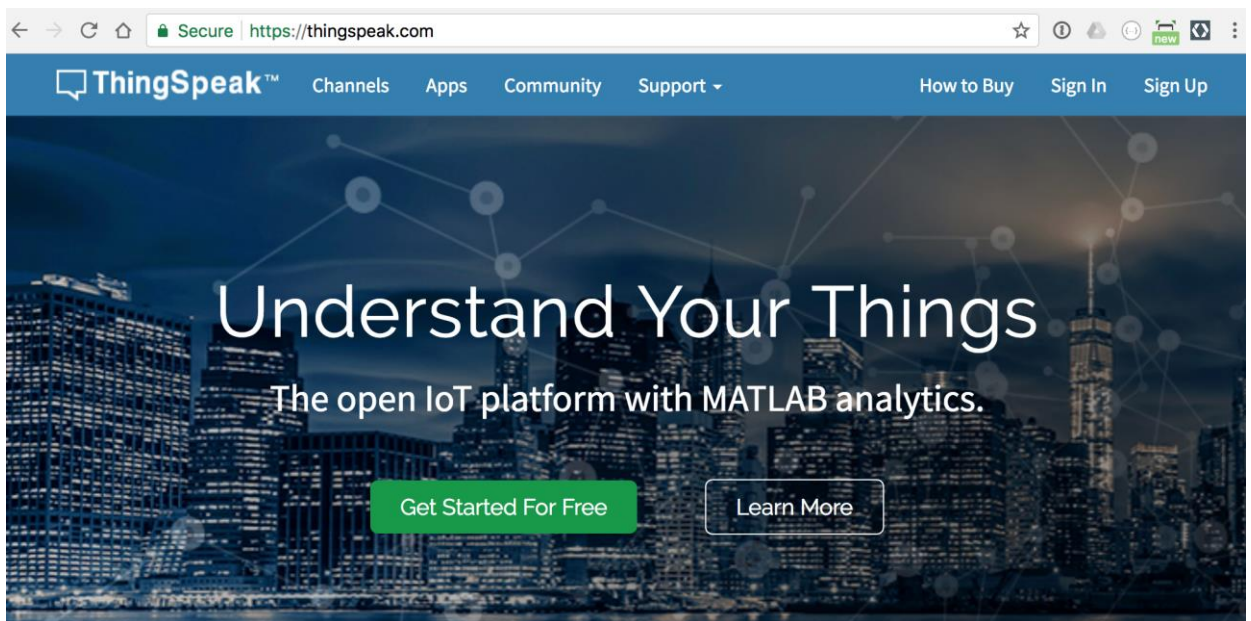 Secure https://thingspeak.com
new
ThingSpeak™ Channels Apps Community Support How to Buy Sign In Sign Up
Understand Your Things
The open IoT platform with MATLAB analytics.
Get Started For Free Learn More